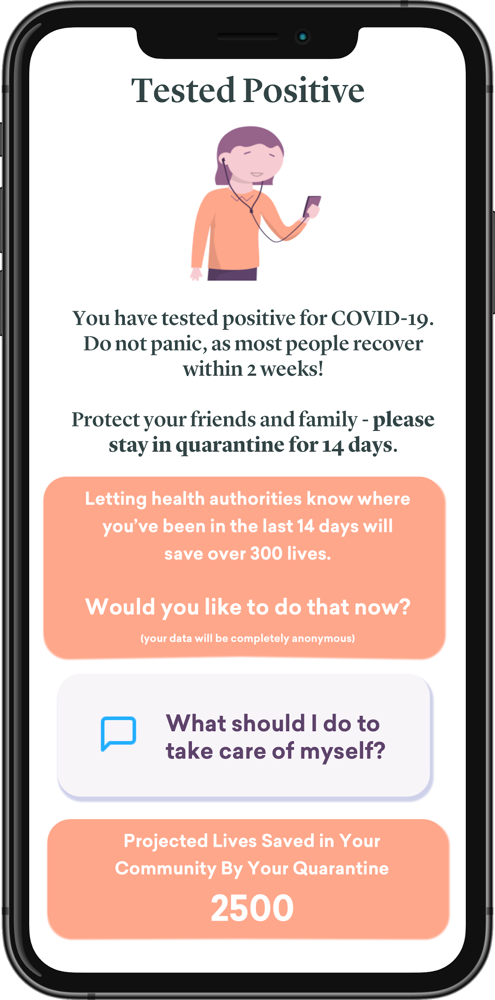 Tested Positive
You have tested positive for COVID-19.
Do not panic, as most people recover
within 2 weeks!
Protect your friends and family - please
stay in quarantine for 14 days.
Letting health authorities know where
you’ve been in the last 14 days will
save over 300 lives.
Would you like to do that now?
(your data will be completely anonymous)
What should I do to
take care of myself?
Projected Lives Saved in Your
Community By Your Quarantine
2500